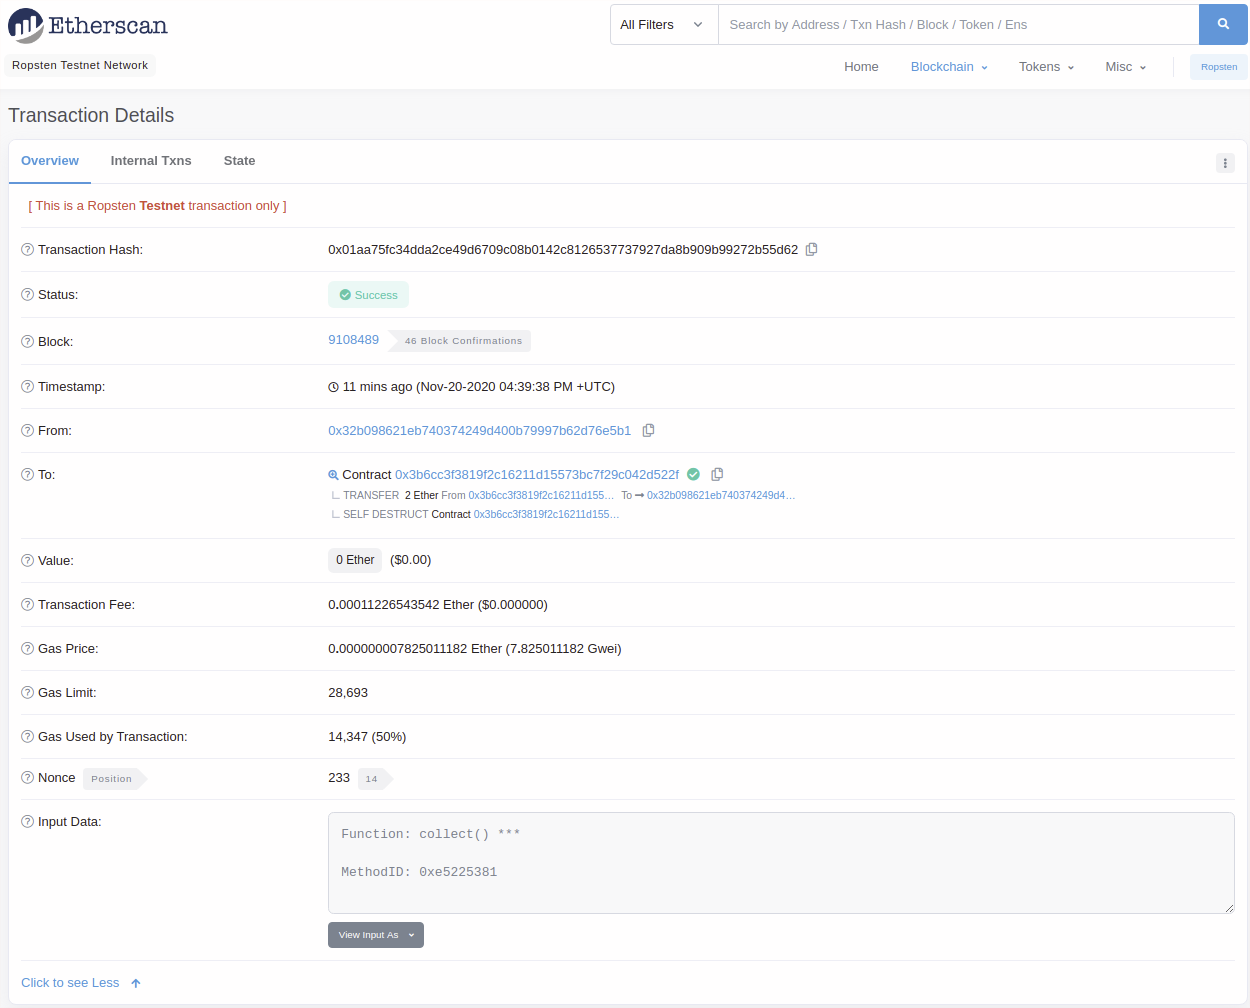 Etherscan
All Filters
Search by Address / Txn Hash / Block / Token / Ens
Ropsten Testnet Network
Home Blockchain Tokens Misc Ropsten
Transaction Details
Overview Internal Txns State
[ This is a Ropsten Testnet transaction only ]
Transaction Hash: 0x01aa75fc34dda2ce49d6709c08b0142c8126537737927da8b909b99272b55d62
Status: Success
Block: 9108489 46 Block Confirmations
Timestamp: 11 mins ago (Nov-20-2020 04:39:38 PM +UTC)
From: 0x32b098621eb740374249d400b79997b62d76e5b1
To: Contract 0x3b6cc3f3819f2c16211d15573bc7f29c042d522f
TRANSFER 2 Ether From 0x3b6cc3f3819f2c16211d155... To 0x32b098621eb740374249d4...
SELF DESTRUCT Contract 0x3b6cc3f3819f2c16211d155...
Value: 0 Ether ($0.00)
Transaction Fee: 0.00011226543542 Ether ($0.000000)
Gas Price: 0.000000007825011182 Ether (7.825011182 Gwei)
Gas Limit: 28,693
Gas Used by Transaction: 14,347 (50%)
Nonce Position 233 14
Input Data: Function: collect() ***
MethodID: 0xe5225381
View Input As
Click to see Less